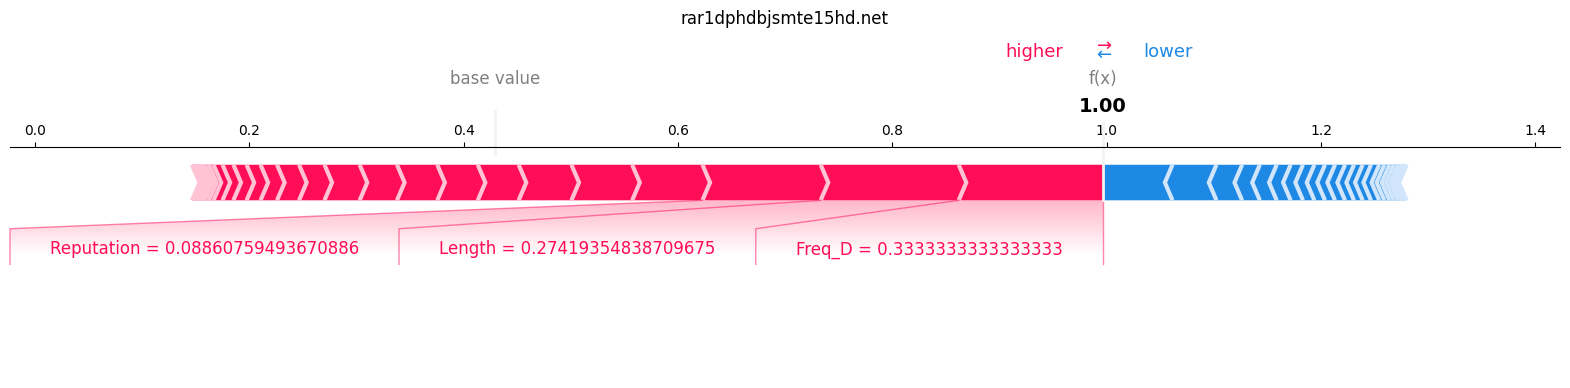 rar1dphdbjsmte15hd.net
higher → ← lower
base value f(x)
1.00
0.0 0.2 0.4 0.6 0.8 1.0 1.2 1.4
Reputation = 0.08860759493670886 Length = 0.27419354838709675 Freq_D = 0.3333333333333333